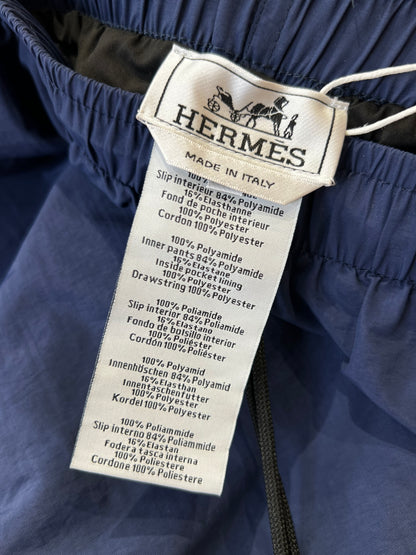 HERMES
MADE IN ITALY
Slip interieur 84% Polyamide
16% Elasthanne
Fond de poche interieur
100% Polyester
Cordon 100% Polyester
100% Polyamide
Inner pants 84% Polyamide
16% Elastane
Inside pocket lining
100% Polyester
Drawstring 100% Polyester
100% Poliamida
Slip interior 84% Poliamida
16% Elastano
Fondo de bolsillo interior
100% Poliéster
Cordón 100% Poliéster
100% Polyamid
Innenhöschen 84% Polyamid
16% Elasthan
Innentaschenfutter
100% Polyester
Kordel 100% Polyester
100% Poliammide
Slip interno 84% Poliammide
16% Elastan
Fodera tasca interna
100% Poliestere
Cordone 100% Poliestere